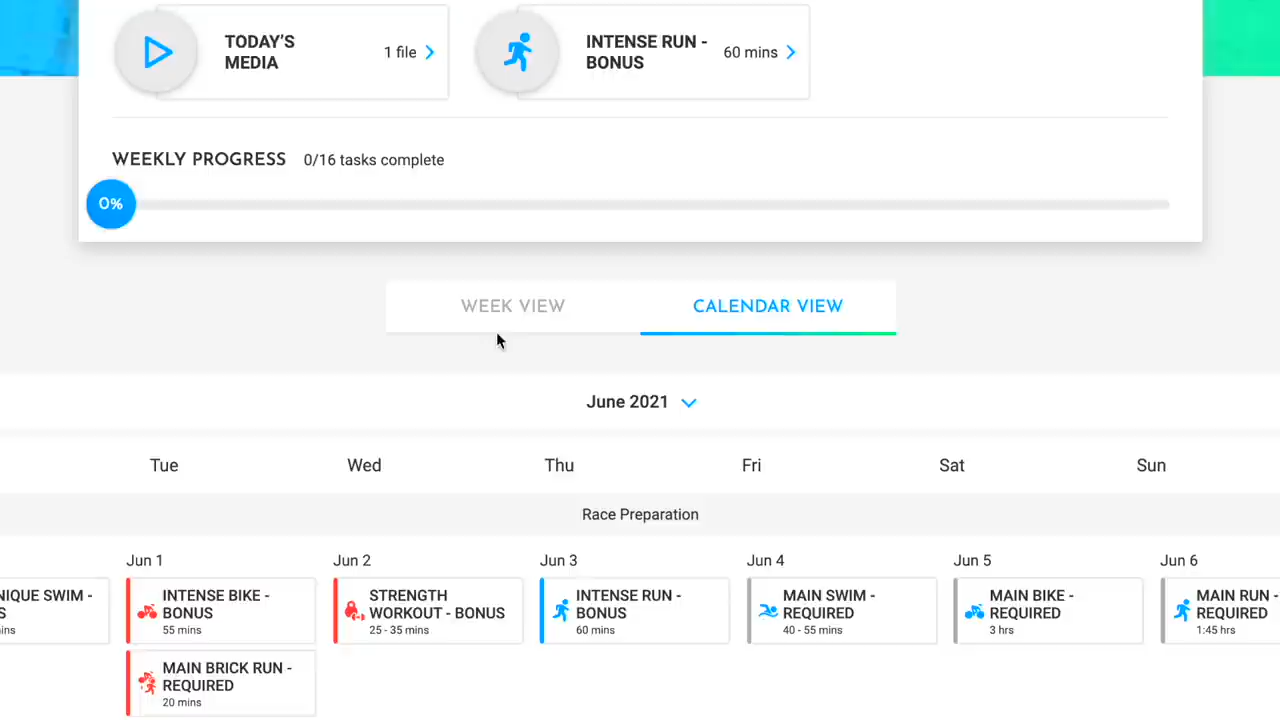 TODAY'S
MEDIA
1 file
INTENSE RUN -
BONUS
60 mins
WEEKLY PROGRESS 0/16 tasks complete
0%
WEEK VIEW
CALENDAR VIEW
June 2021
Tue
Wed
Thu
Fri
Sat
Sun
Race Preparation
NIQUE SWIM -
S
ins
Jun 1
INTENSE BIKE -
BONUS
55 mins
MAIN BRICK RUN -
REQUIRED
20 mins
Jun 2
STRENGTH
WORKOUT - BONUS
25 - 35 mins
Jun 3
INTENSE RUN -
BONUS
60 mins
Jun 4
MAIN SWIM -
REQUIRED
40 - 55 mins
Jun 5
MAIN BIKE -
REQUIRED
3 hrs
Jun 6
MAIN RUN -
REQUIRED
1:45 hrs